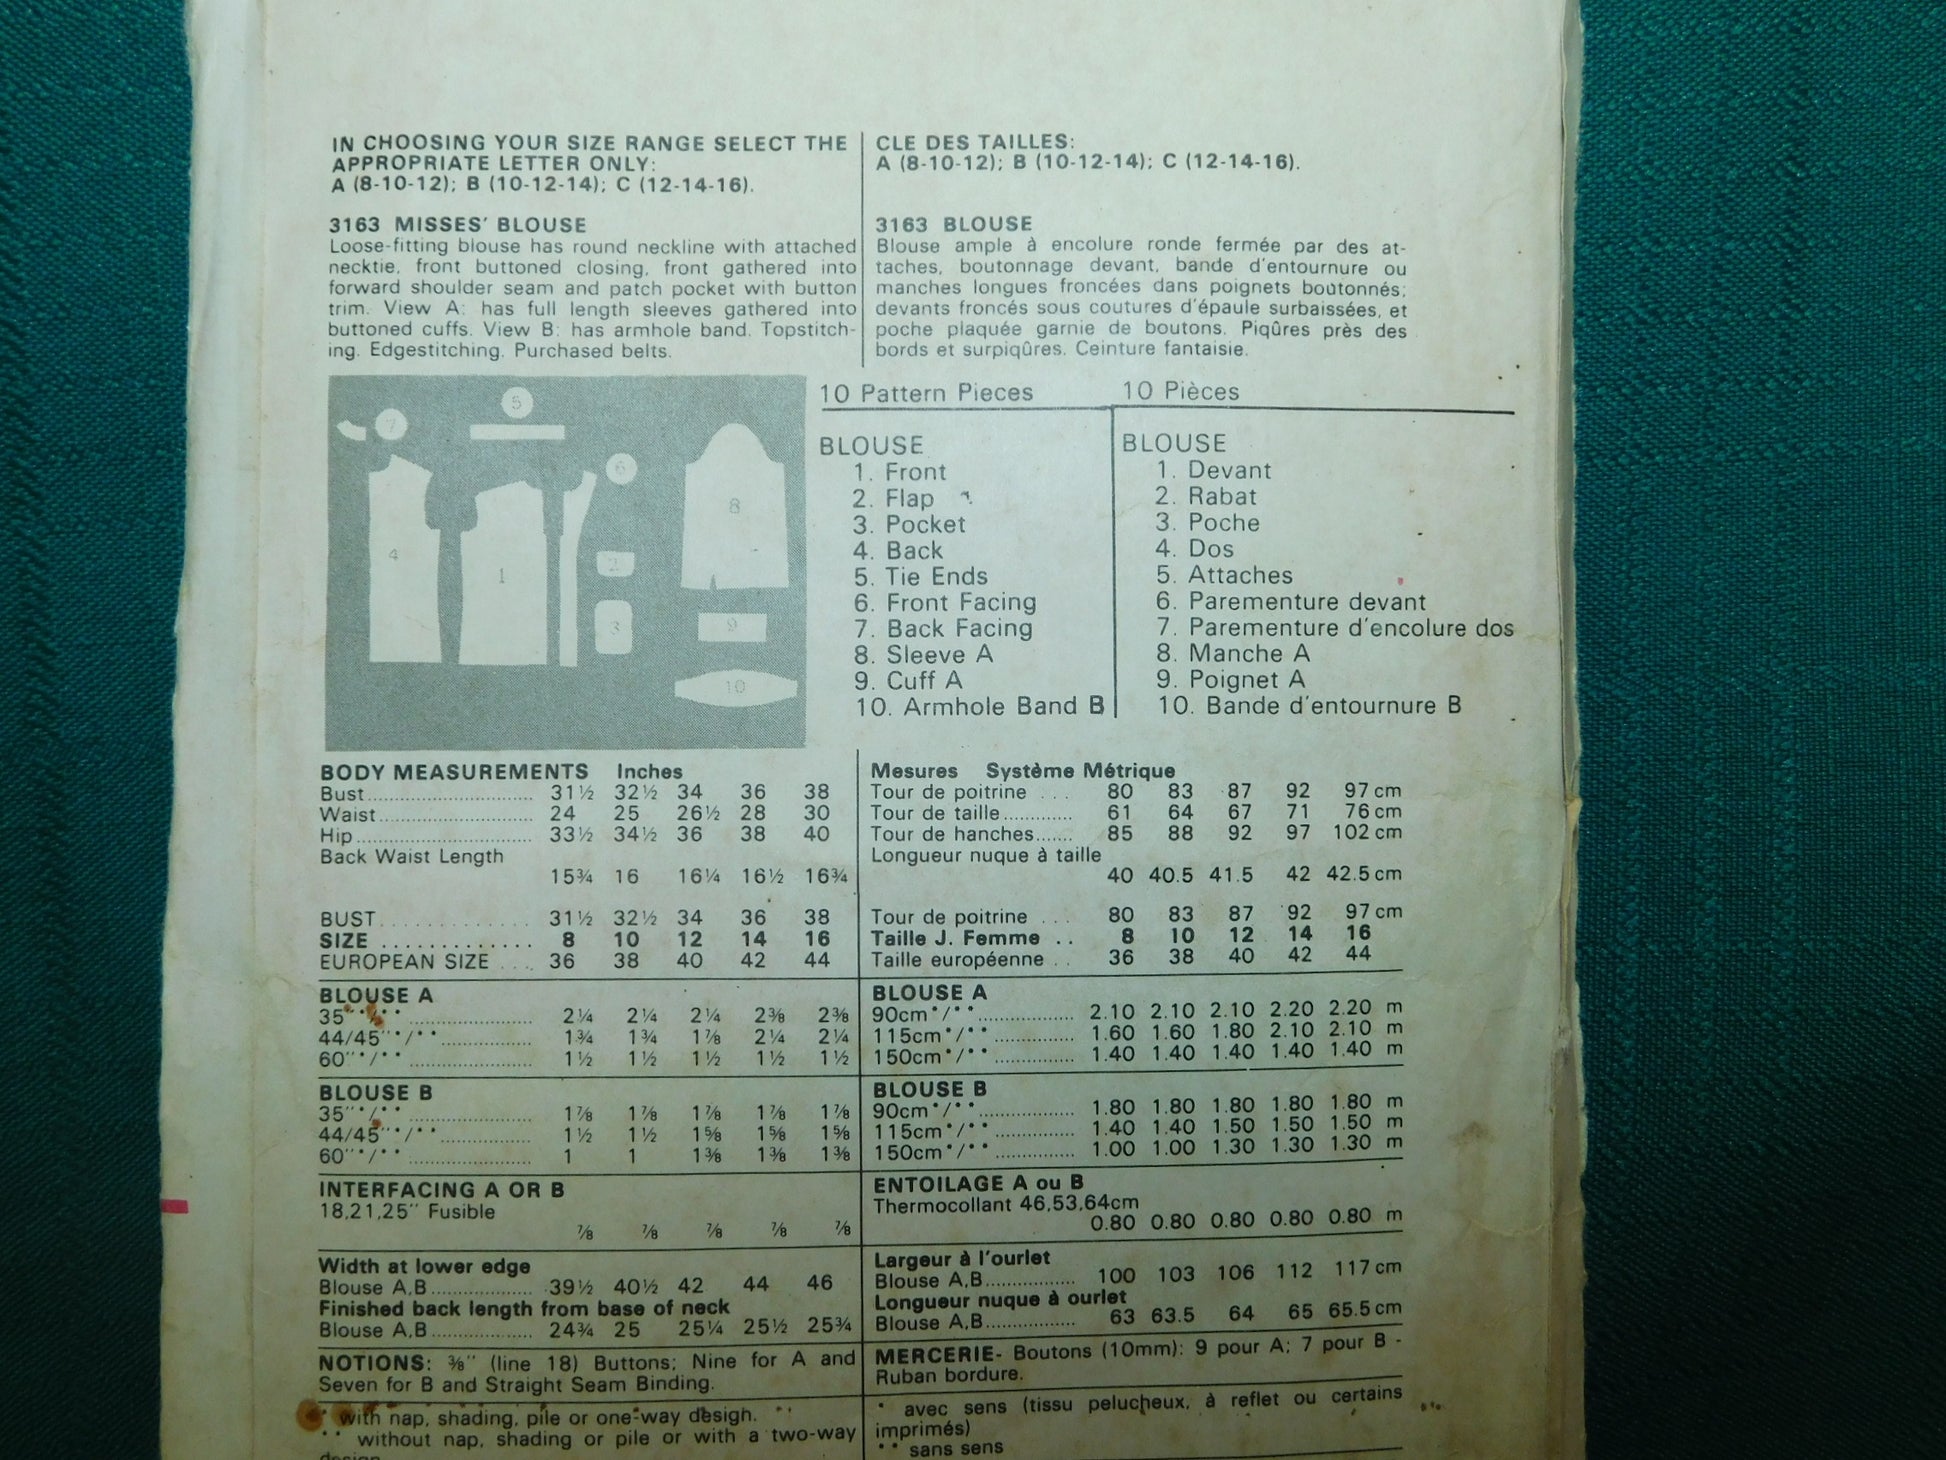 IN CHOOSING YOUR SIZE RANGE SELECT THE
APPROPRIATE LETTER ONLY:
A (8-10-12); B (10-12-14); C (12-14-16).
3163 MISSES' BLOUSE
Loose-fitting blouse has round neckline with attached
necktie, front buttoned closing, front gathered into
forward shoulder seam and patch pocket with button
trim. View A: has full length sleeves gathered into
buttoned cuffs. View B: has armhole band. Topstitch-
ing. Edgestitching. Purchased belts.
CLE DES TAILLES:
A (8-10-12); B (10-12-14); C (12-14-16).
3163 BLOUSE
Blouse ample à encolure ronde fermée par des at-
taches, boutonnage devant, bande d'entournure ou
manches longues froncées dans poignets boutonnés;
devants froncés sous coutures d'épaule surbaissées, et
poche plaquée garnie de boutons. Piqûres près des
bords et surpiqûres. Ceinture fantaisie.
7
5
6
8
4
1
2
3
9
10
10 Pattern Pieces
BLOUSE
1. Front
2. Flap
3. Pocket
4. Back
5. Tie Ends
6. Front Facing
7. Back Facing
8. Sleeve A
9. Cuff A
10. Armhole Band B
10 Pièces
BLOUSE
1. Devant
2. Rabat
3. Poche
4. Dos
5. Attaches
6. Parementure devant
7. Parementure d'encolure dos
8. Manche A
9. Poignet A
10. Bande d'entournure B
BODY MEASUREMENTS Inches
Bust 31½ 32½ 34 36 38
Waist 24 25 26½ 28 30
Hip 33½ 34½ 36 38 40
Back Waist Length
15¾ 16 16¼ 16½ 16¾
BUST 31½ 32½ 34 36 38
SIZE 8 10 12 14 16
EUROPEAN SIZE 36 38 40 42 44
BLOUSE A
35"*/** 2¼ 2¼ 2¼ 2⅜ 2⅜
44/45"*/** 1¾ 1¾ 1⅞ 2¼ 2¼
60"*/** 1½ 1½ 1½ 1½ 1½
BLOUSE B
35"*/** 1⅞ 1⅞ 1⅞ 1⅞ 1⅞
44/45"*/** 1½ 1½ 1⅝ 1⅝ 1⅝
60"*/** 1 1 1⅜ 1⅜ 1⅜
INTERFACING A OR B
18,21,25" Fusible
⅞ ⅞ ⅞ ⅞ ⅞
Width at lower edge
Blouse A,B 39½ 40½ 42 44 46
Finished back length from base of neck
Blouse A,B 24¾ 25 25¼ 25½ 25¾
NOTIONS: ⅜" (line 18) Buttons; Nine for A and
Seven for B and Straight Seam Binding.
* with nap, shading, pile or one-way design.
** without nap, shading or pile or with a two-way
design.
Mesures Système Métrique
Tour de poitrine 80 83 87 92 97 cm
Tour de taille 61 64 67 71 76 cm
Tour de hanches 85 88 92 97 102 cm
Longueur nuque à taille
40 40.5 41.5 42 42.5 cm
Tour de poitrine 80 83 87 92 97 cm
Taille J. Femme 8 10 12 14 16
Taille européenne 36 38 40 42 44
BLOUSE A
90cm*/** 2.10 2.10 2.10 2.20 2.20 m
115cm*/** 1.60 1.60 1.80 2.10 2.10 m
150cm*/** 1.40 1.40 1.40 1.40 1.40 m
BLOUSE B
90cm*/** 1.80 1.80 1.80 1.80 1.80 m
115cm*/** 1.40 1.40 1.50 1.50 1.50 m
150cm*/** 1.00 1.00 1.30 1.30 1.30 m
ENTOILAGE A ou B
Thermocollant 46,53,64cm
0.80 0.80 0.80 0.80 0.80 m
Largeur à l'ourlet
Blouse A,B 100 103 106 112 117 cm
Longueur nuque à ourlet
Blouse A,B 63 63.5 64 65 65.5 cm
MERCERIE- Boutons (10mm): 9 pour A; 7 pour B -
Ruban bordure.
* avec sens (tissu pelucheux, à reflet ou certains
imprimés)
** sans sens